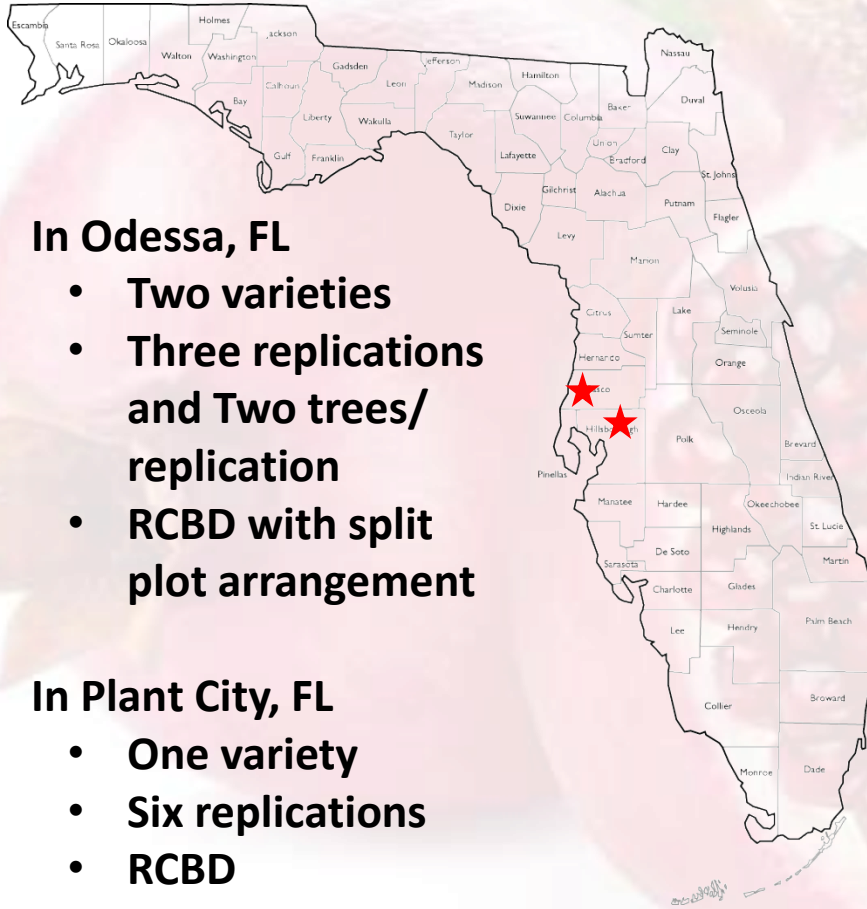 Escambia
Santa Rosa
Okaloosa
Walton
Holmes
Washington
Jackson
Bay
Calhoun
Gulf
Liberty
Gadsden
Franklin
Leon
Wakulla
Jefferson
Madison
Taylor
Hamilton
Suwannee
Columbia
Lafayette
Dixie
Gilchrist
Baker
Union
Bradford
Alachua
Nassau
Duval
Clay
St. Johns
Putnam
Flagler
Levy
Marion
Volusia
Citrus
Sumter
Lake
Seminole
Hernando
Orange
Osceola
Brevard
Polk
Pinellas
Indian River
Manatee
Hardee
Okeechobee
Highlands
St. Lucie
De Soto
Sarasota
Martin
Charlotte
Glades
Lee
Hendry
Palm Beach
Collier
Broward
Monroe
Dade
In Odessa, FL
• Two varieties
• Three replications
and Two trees/
replication
• RCBD with split
plot arrangement
In Plant City, FL
• One variety
• Six replications
• RCBD